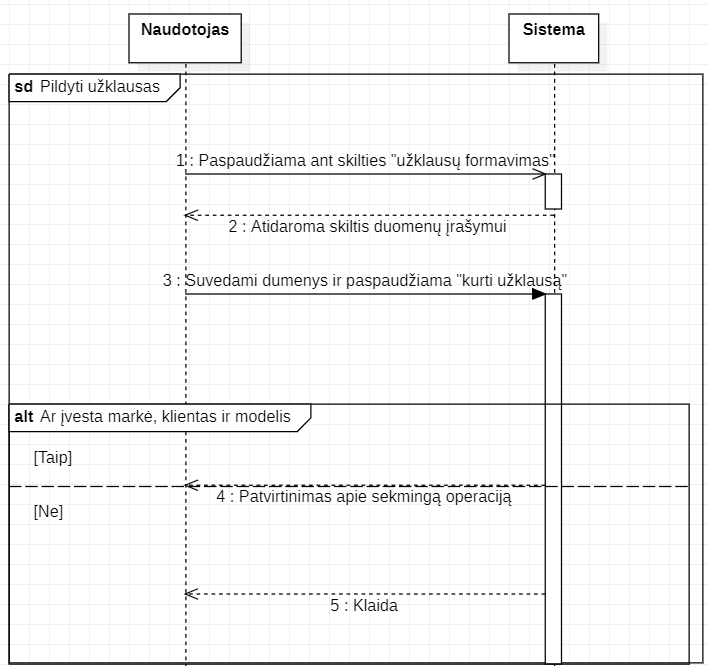 Naudotojas
Sistema
sd Pildyti užklausas
1 : Paspaudžiama ant skilties "užklausų formavimas"
2 : Atidaroma skiltis duomenų įrašymui
3 : Suvedami dumenys ir paspaudžiama "kurti užklausą"
alt Ar įvesta markė, klientas ir modelis
[Taip]
4 : Patvirtinimas apie sekmingą operaciją
[Ne]
5 : Klaida